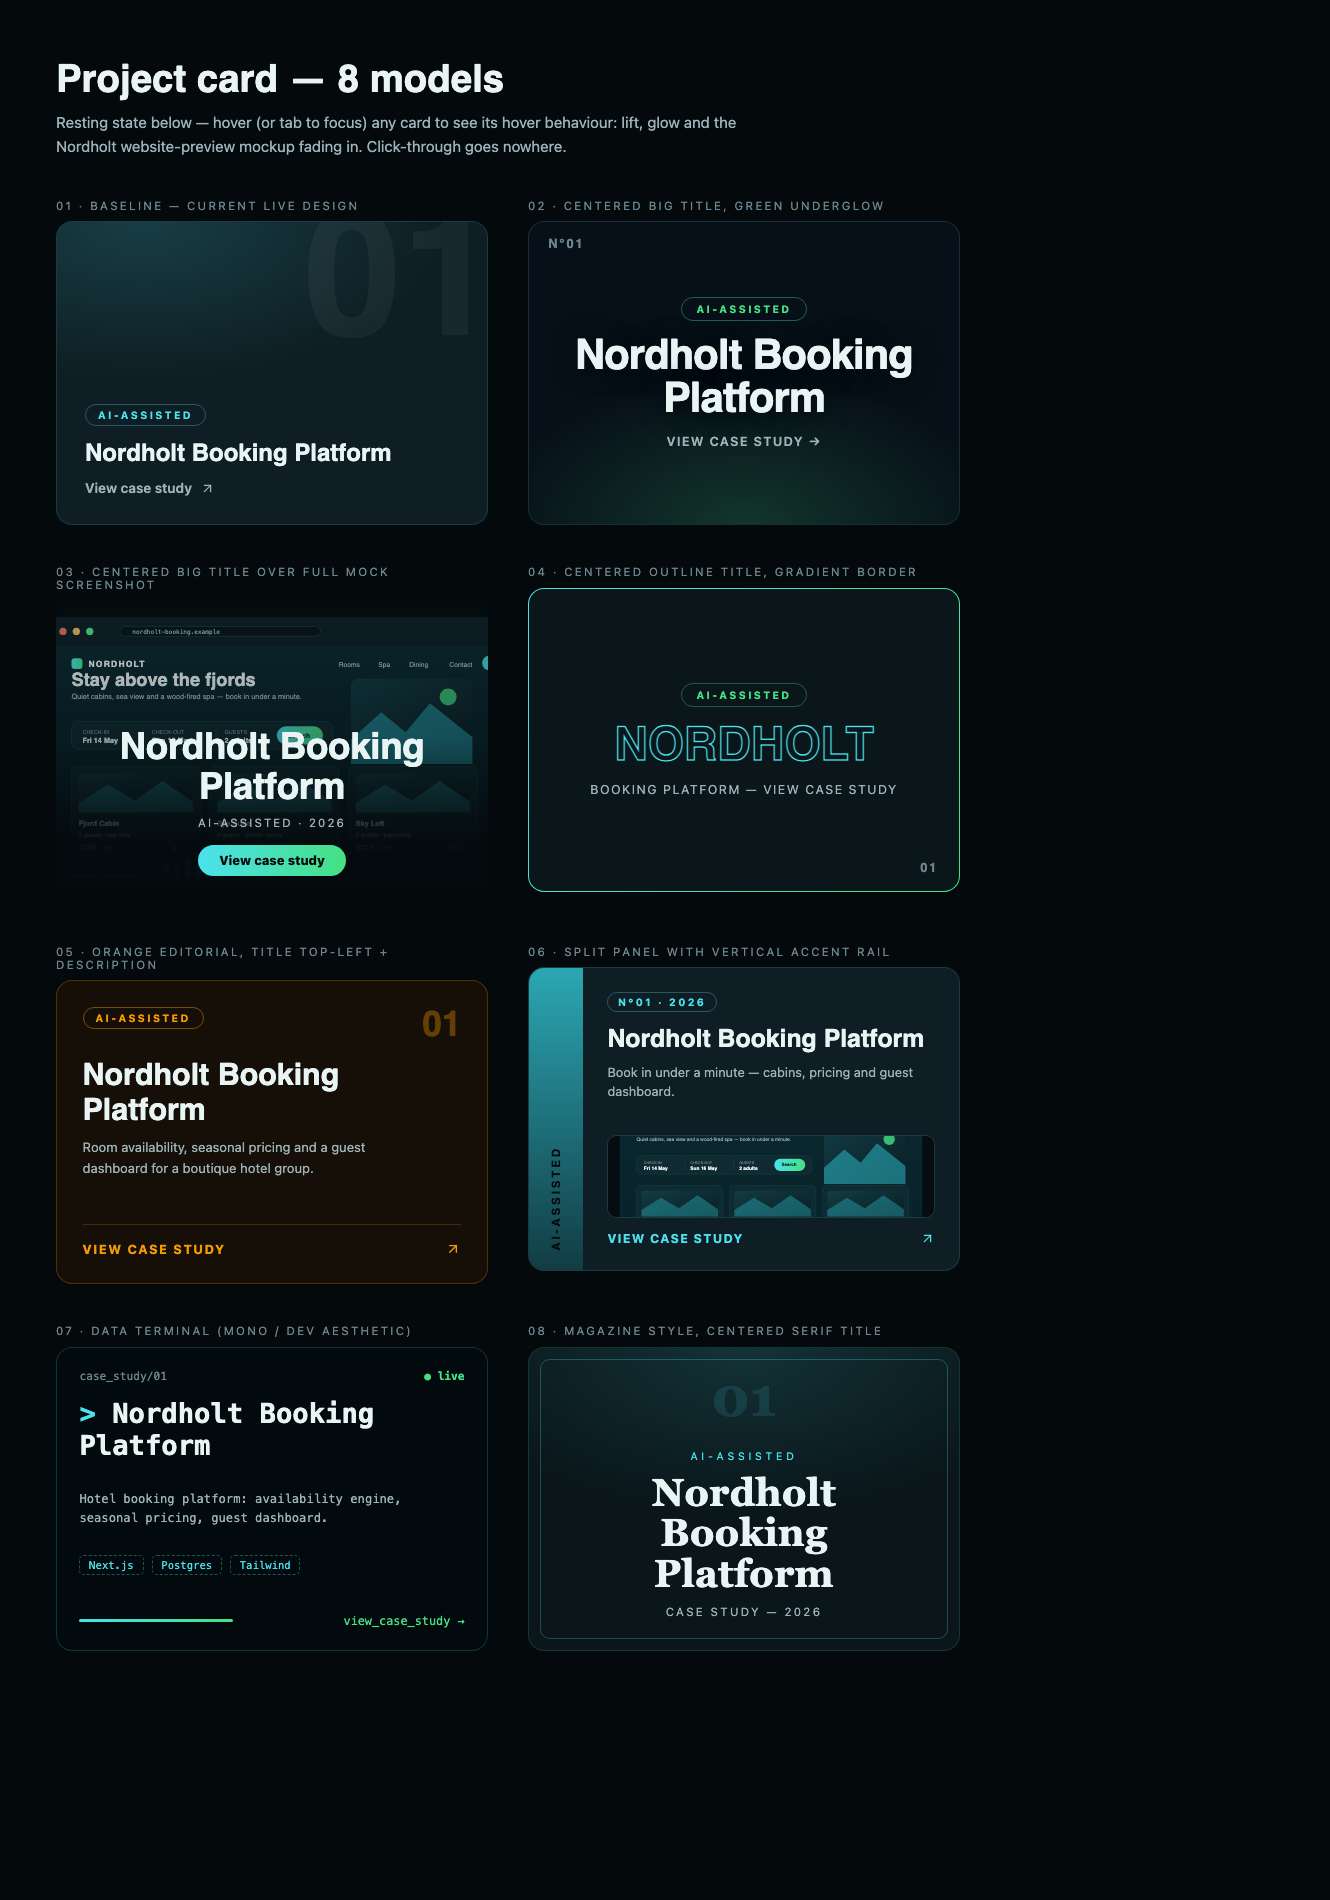 Project card — 8 models
Resting state below — hover (or tab to focus) any card to see its hover behaviour: lift, glow and the
Nordholt website-preview mockup fading in. Click-through goes nowhere.
01 · BASELINE — CURRENT LIVE DESIGN
01
AI-ASSISTED
Nordholt Booking Platform
View case study ↗
02 · CENTERED BIG TITLE, GREEN UNDERGLOW
N°01
AI-ASSISTED
Nordholt Booking
Platform
VIEW CASE STUDY →
03 · CENTERED BIG TITLE OVER FULL MOCK
SCREENSHOT
nordholt-booking.example
NORDHOLT
Rooms Spa Dining Contact
Stay above the fjords
Quiet cabins, sea view and a wood-fired spa — book in under a minute.
CHECK-IN CHECK-OUT GUESTS
Fri 14 May
Nordholt Booking
Platform
Fjord Cabin
Sky Loft
AI-ASSISTED · 2026
View case study
04 · CENTERED OUTLINE TITLE, GRADIENT BORDER
AI-ASSISTED
NORDHOLT
BOOKING PLATFORM — VIEW CASE STUDY
01
05 · ORANGE EDITORIAL, TITLE TOP-LEFT +
DESCRIPTION
AI-ASSISTED
01
Nordholt Booking
Platform
Room availability, seasonal pricing and a guest
dashboard for a boutique hotel group.
VIEW CASE STUDY ↗
06 · SPLIT PANEL WITH VERTICAL ACCENT RAIL
AI-ASSISTED
N°01 · 2026
Nordholt Booking Platform
Book in under a minute — cabins, pricing and guest
dashboard.
Quiet cabins, sea view and a wood-fired spa — book in under a minute.
CHECK-IN CHECK-OUT GUESTS
Fri 14 May Sun 16 May 2 adults Search
VIEW CASE STUDY ↗
07 · DATA TERMINAL (MONO / DEV AESTHETIC)
case_study/01
● live
> Nordholt Booking
Platform
Hotel booking platform: availability engine,
seasonal pricing, guest dashboard.
Next.js Postgres Tailwind
view_case_study →
08 · MAGAZINE STYLE, CENTERED SERIF TITLE
01
AI-ASSISTED
Nordholt
Booking
Platform
CASE STUDY — 2026